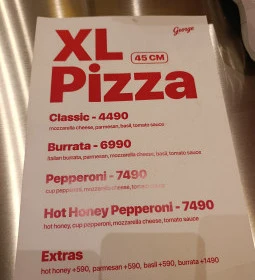 George
XL
45 CM
Pizza
Classic - 4490
mozzarella cheese, parmesan, basil, tomato sauce
Burrata - 6990
italian burrata, parmesan, mozzarella cheese, basil, tomato sauce
Pepperoni - 7490
cup pepperoni, mozzarella cheese, tomato sauce
Hot Honey Pepperoni - 7490
hot honey, cup pepperoni, mozzarella cheese, tomato sauce
Extras
hot honey +590, parmesan +590, basil +590, burrata +1490